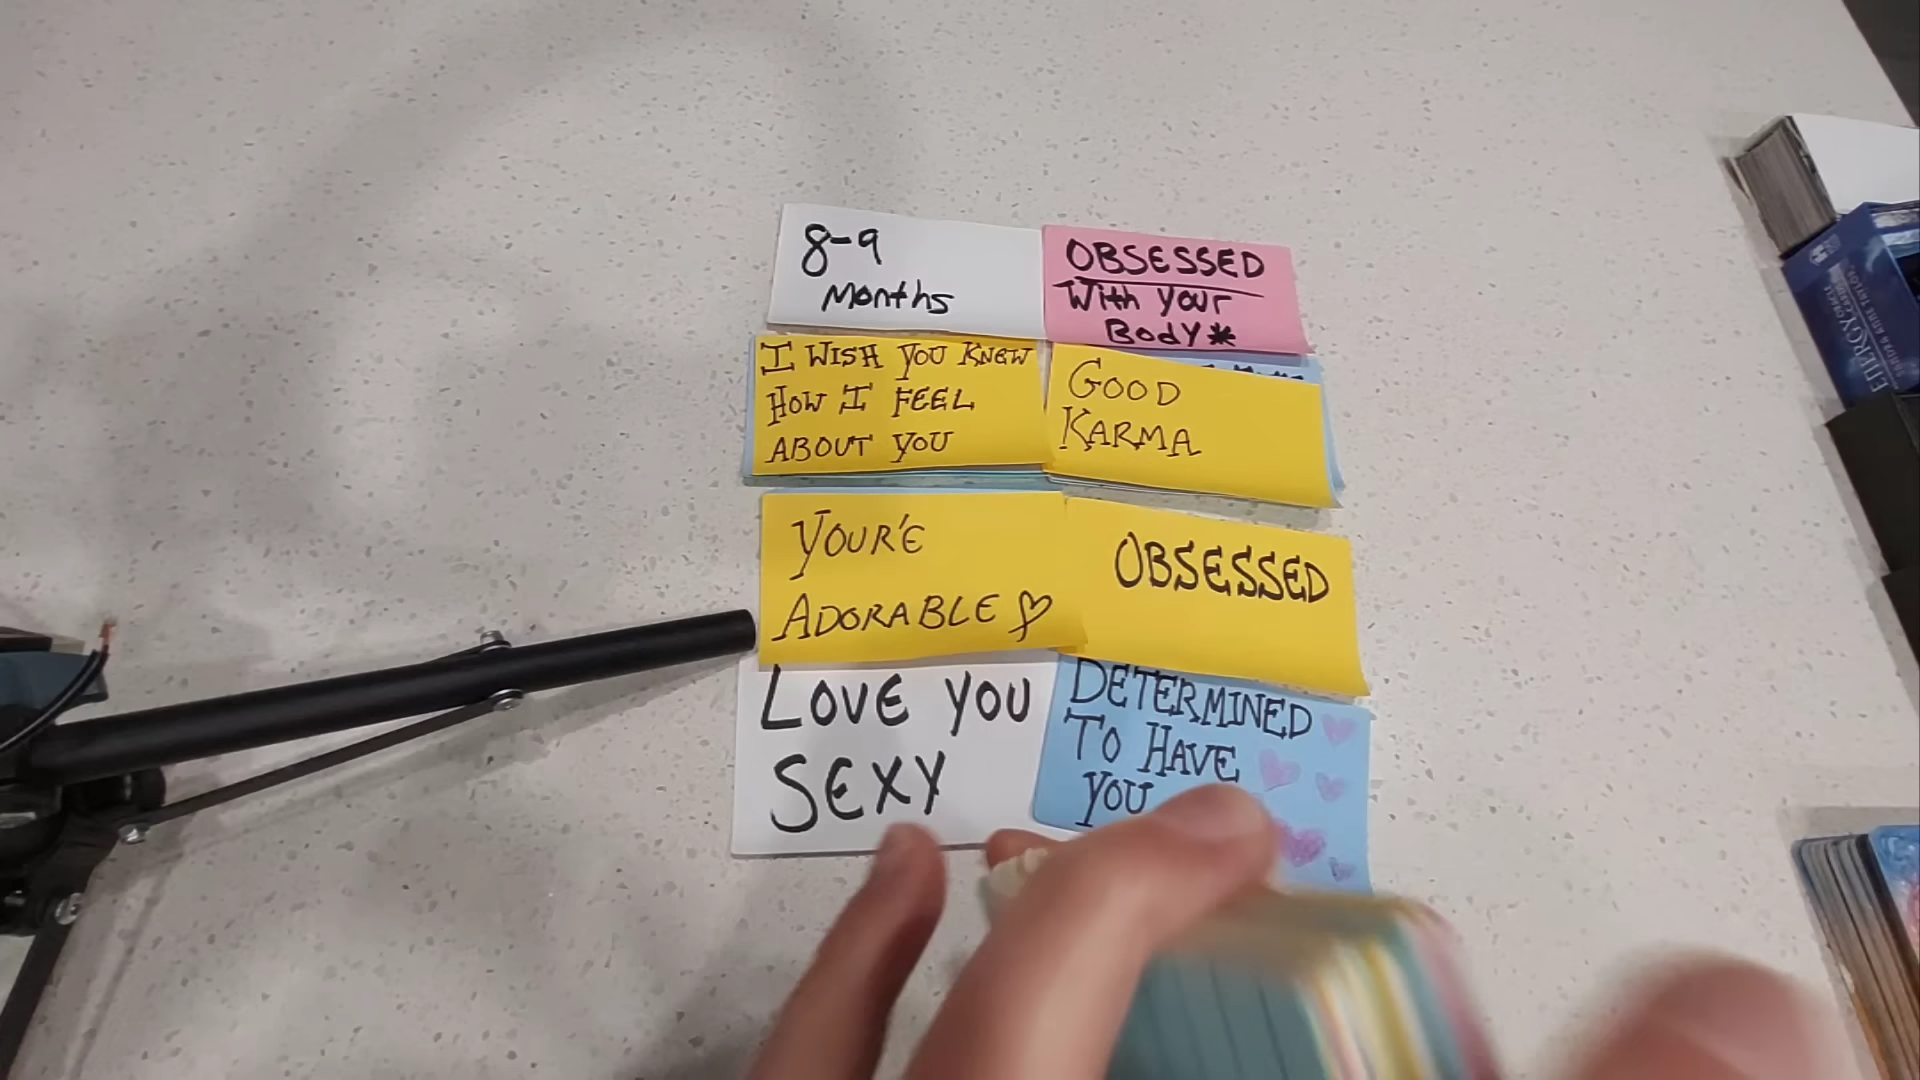 8-9
Months
OBSESSED
With your
Body*
I WISH YOU KNEW
HOW I FEEL
ABOUT YOU
GOOD
KARMA
YOUR'E
ADORABLE ♡
OBSESSED
LOVE YOU
SEXY
DETERMINED
TO HAVE
YOU
ENERGY